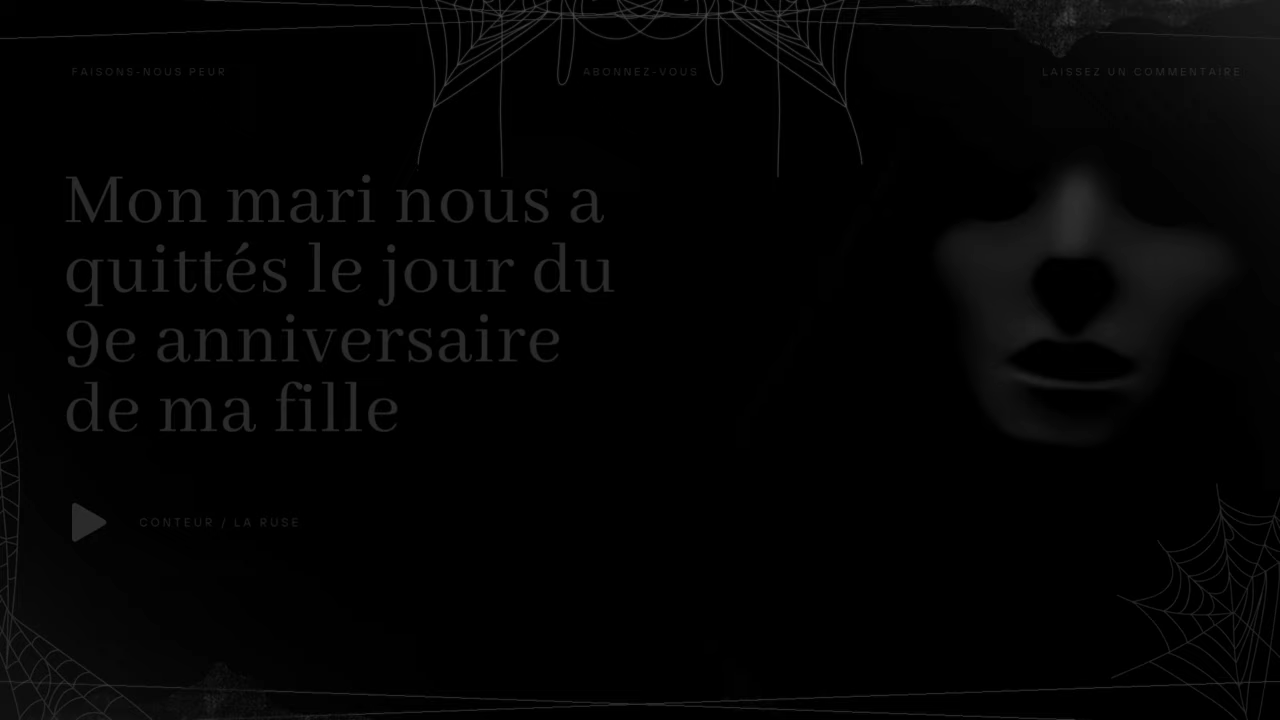 FAISONS-NOUS PEUR
ABONNEZ-VOUS
LAISSEZ UN COMMENTAIRE
Mon mari nous a
quittés le jour du
9e anniversaire
de ma fille
CONTEUR / LA RUSE